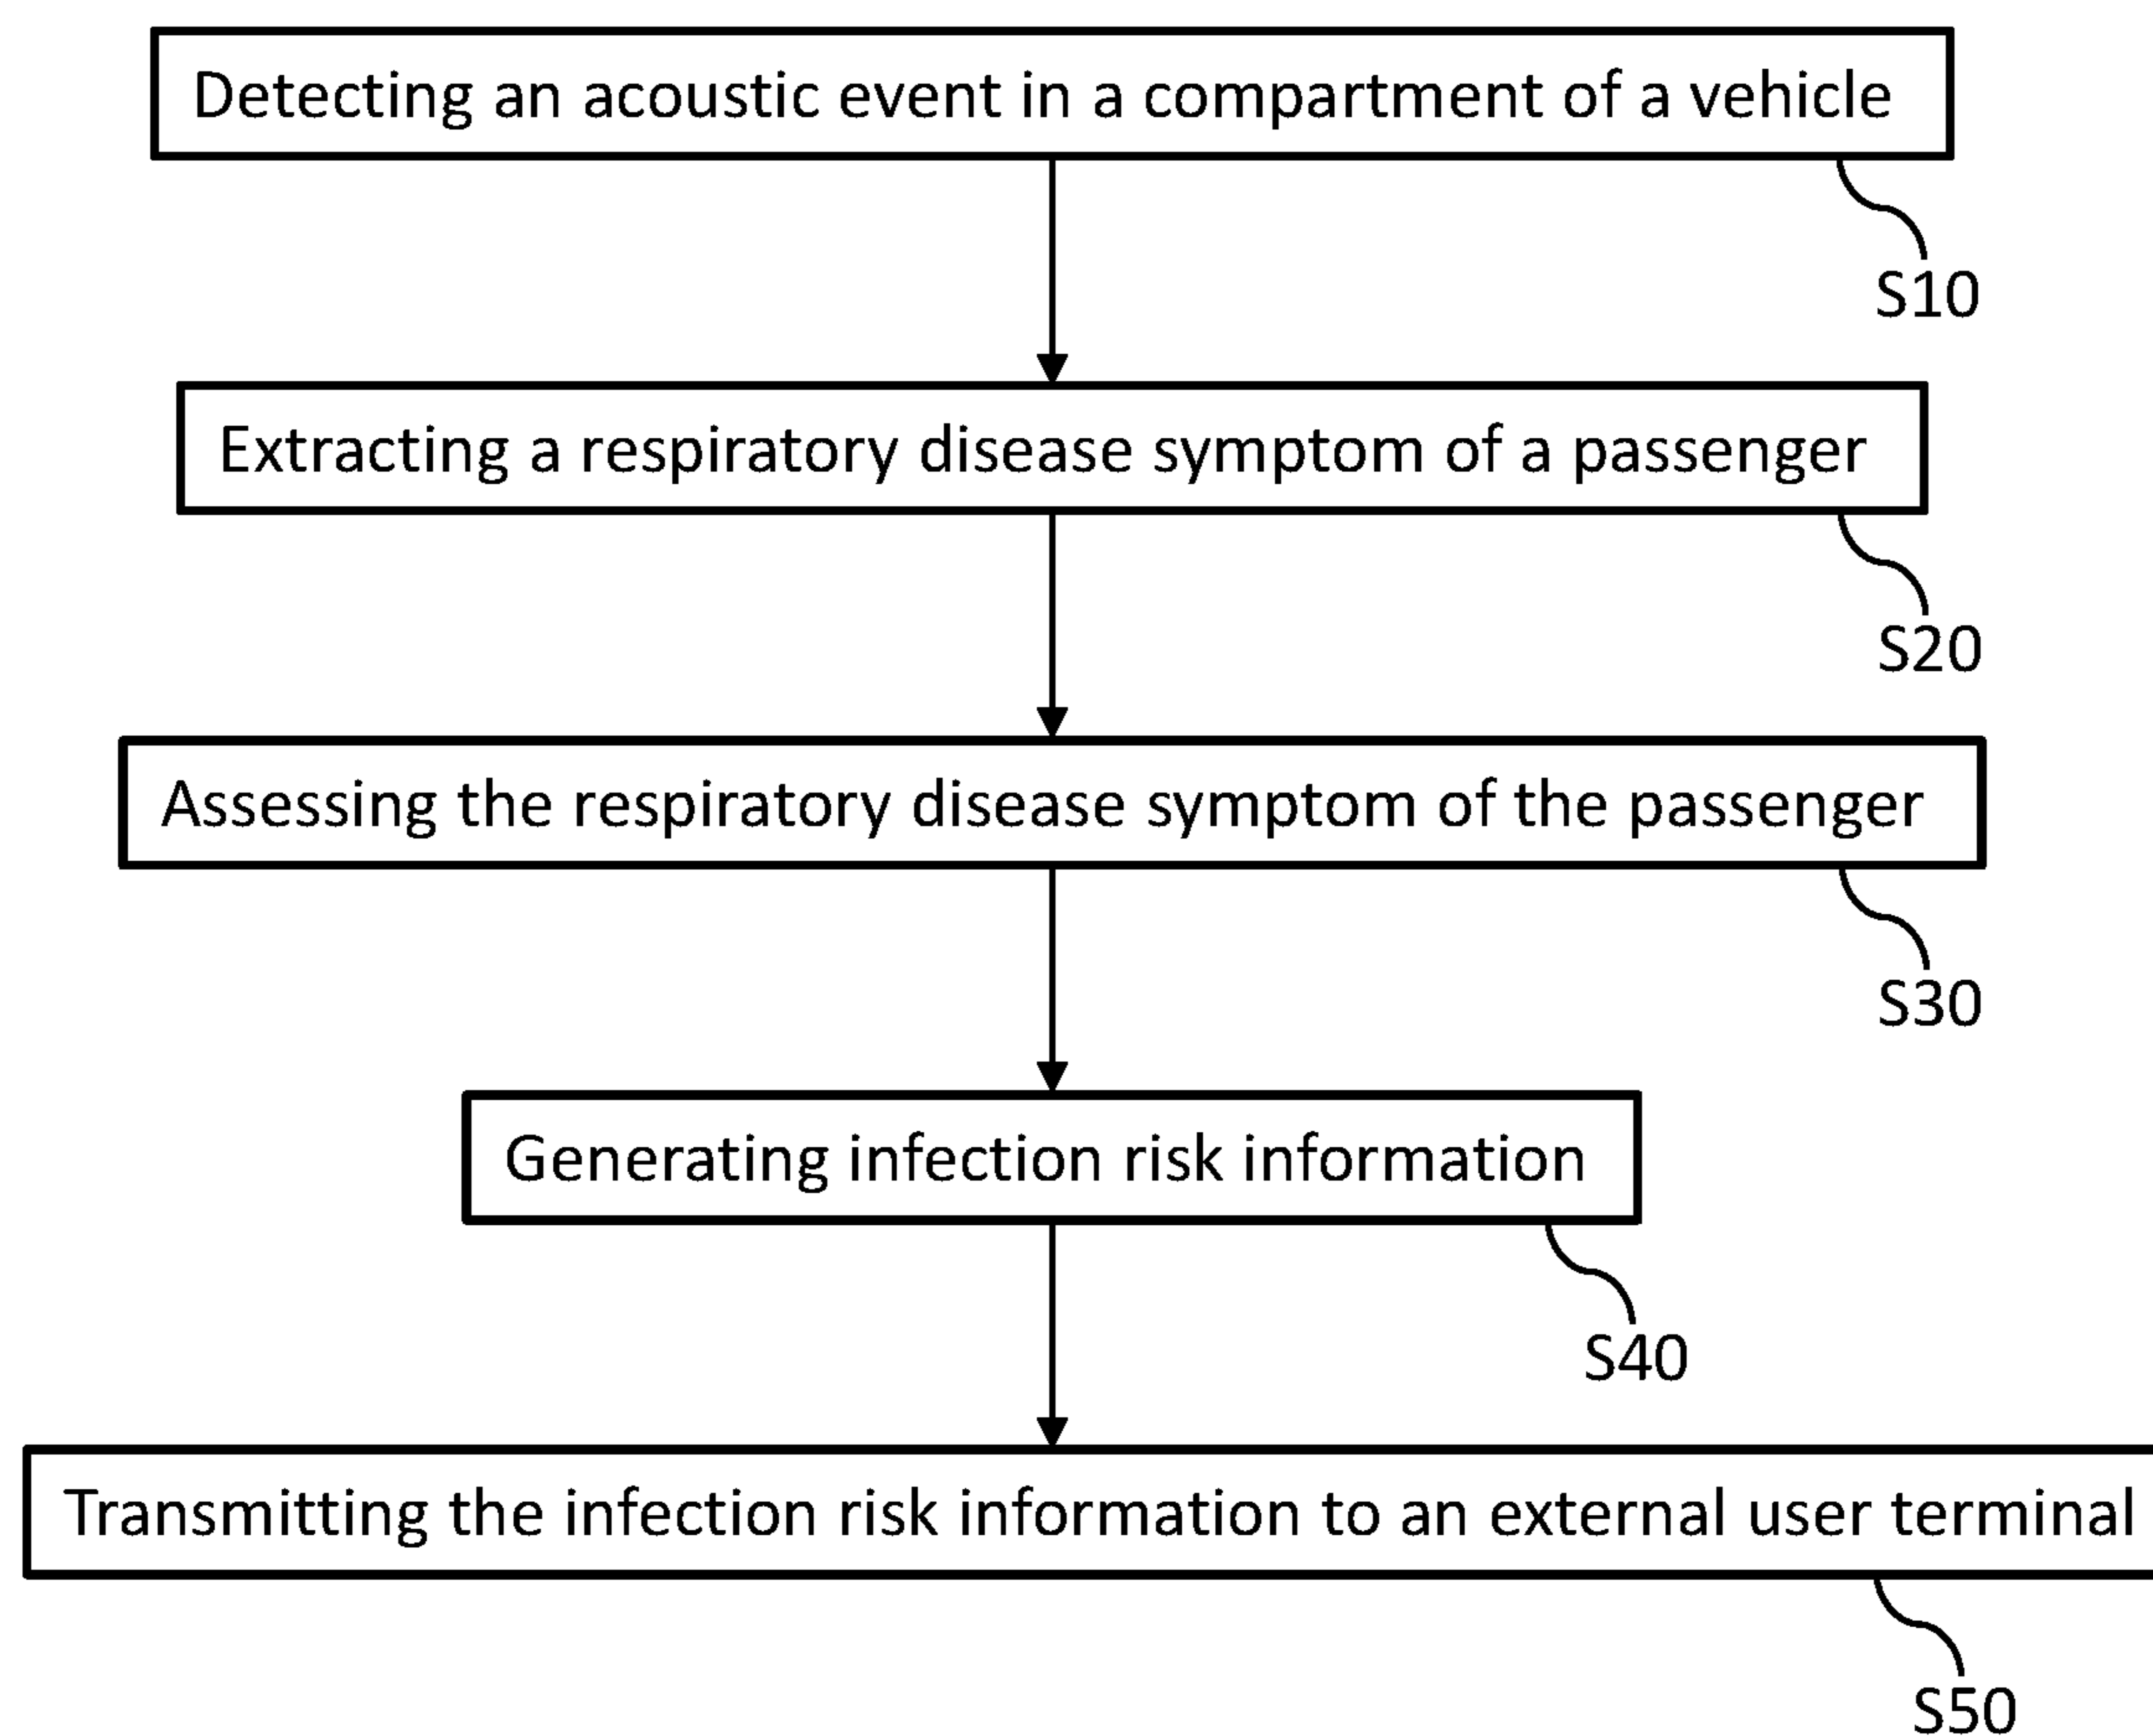 Detecting an acoustic event in a compartment of a vehicle
S10
Extracting a respiratory disease symptom of a passenger
S20
Assessing the respiratory disease symptom of the passenger
S30
Generating infection risk information
S40
Transmitting the infection risk information to an external user terminal
S50